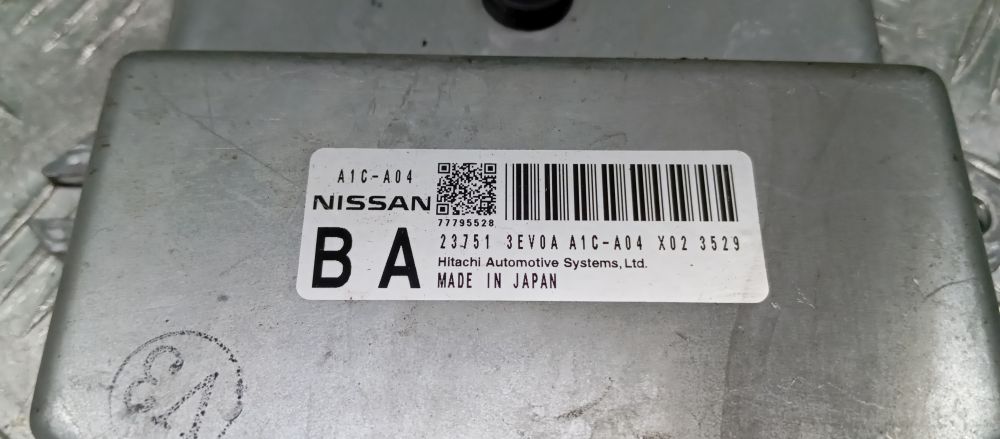 A1C-A04
NISSAN
77795528
BA
23751 3EV0A A1C-A04 X02 3529
Hitachi Automotive Systems, Ltd.
MADE IN JAPAN